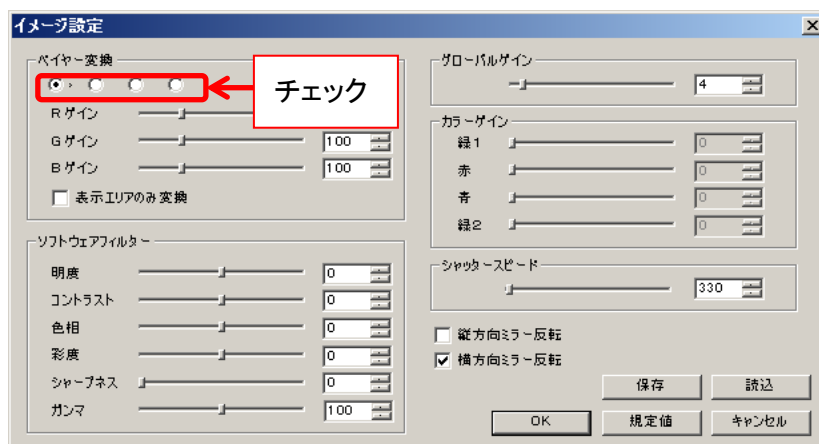 イメージ設定
ベイヤー変換
チェック
Rゲイン
Gゲイン 100
Bゲイン 100
表示エリアのみ変換
ソフトウェアフィルター
明度 0
コントラスト 0
色相 0
彩度 0
シャープネス 0
ガンマ 100
グローバルゲイン
4
カラーゲイン
緑1 0
赤 0
青 0
緑2 0
シャッタースピード
330
縦方向ミラー反転
横方向ミラー反転
保存 読込
OK 規定値 キャンセル